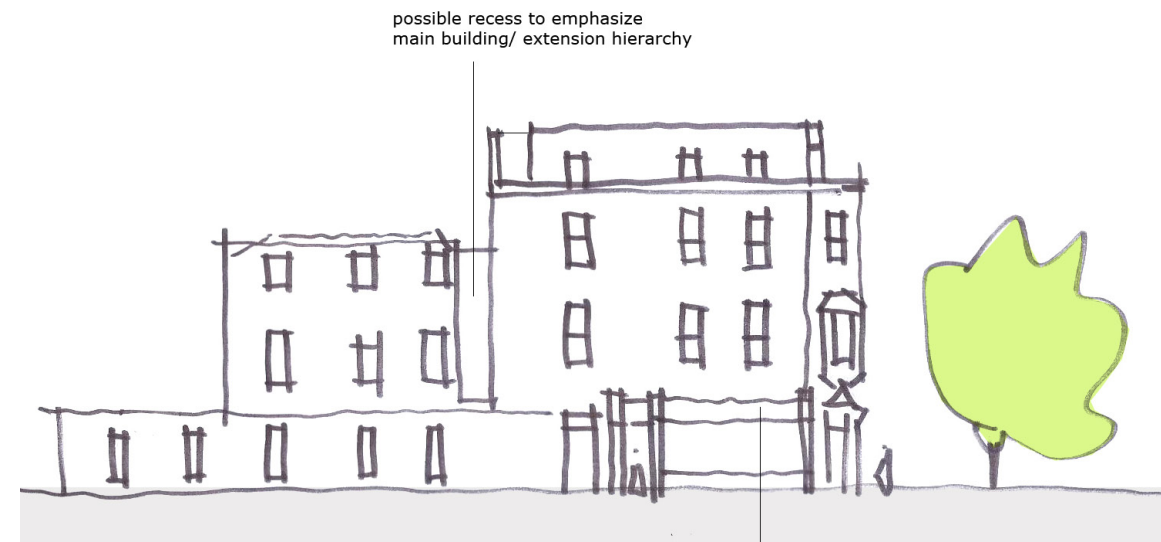 possible recess to emphasize
main building/ extension hierarchy